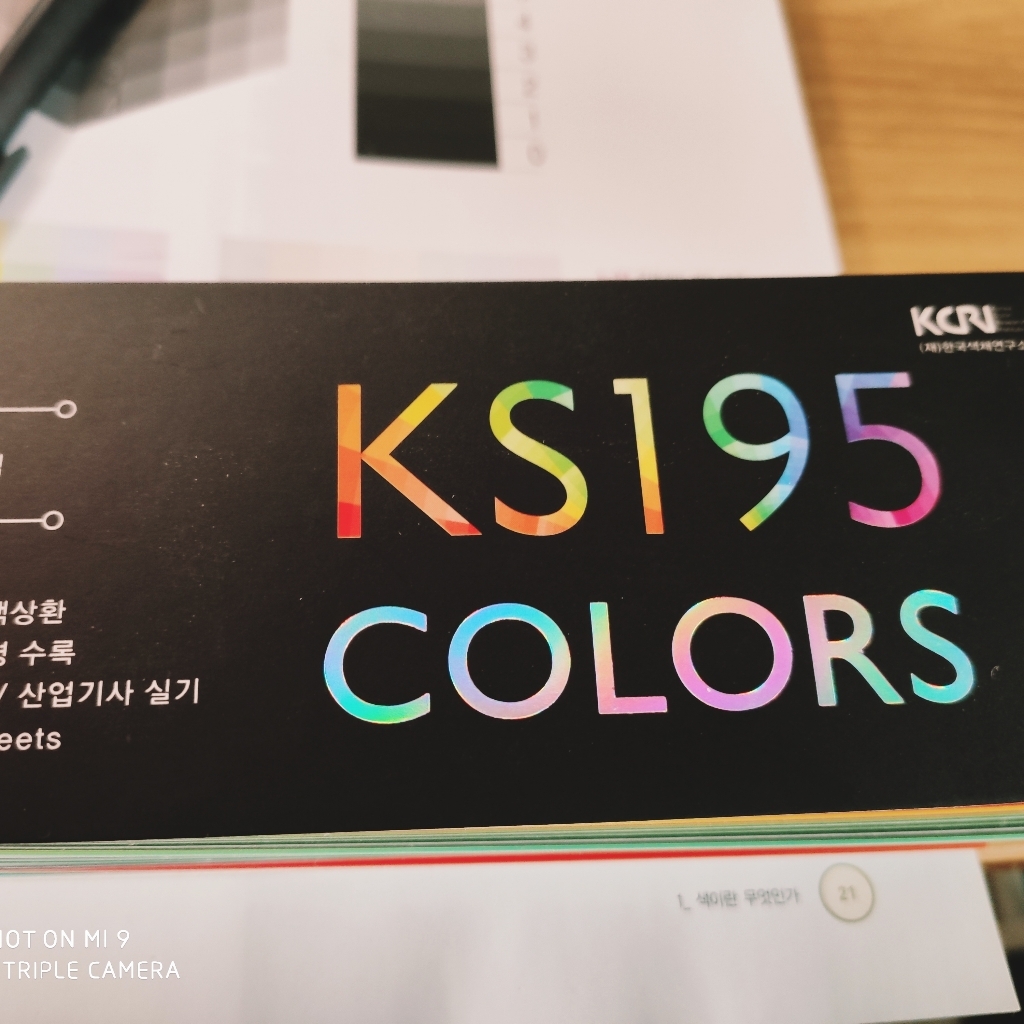 KCRI
(재)한국색채연구소
KS195
COLORS
색상환
수록
/ 산업기사 실기
eets
1_ 색이란 무엇인가
21
HOT ON MI 9
TRIPLE CAMERA